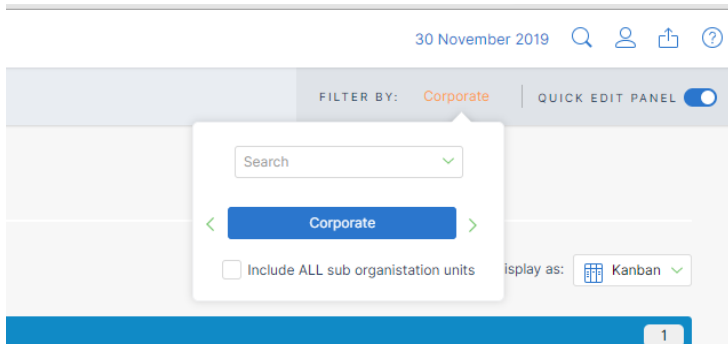 30 November 2019
FILTER BY: Corporate QUICK EDIT PANEL
Search
Corporate
Include ALL sub organistation units
isplay as: Kanban
1